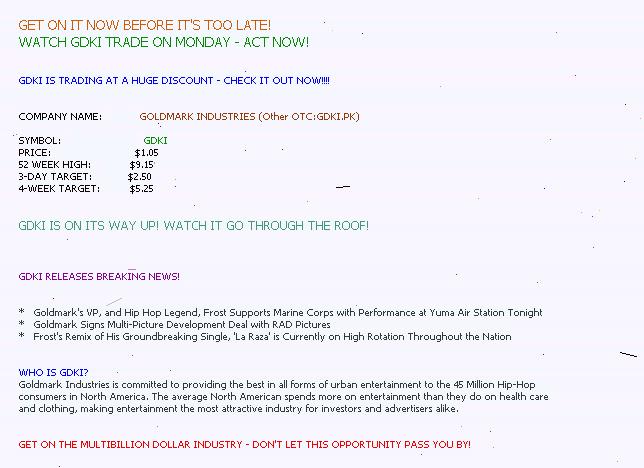 GET ON IT NOW BEFORE IT'S TOO LATE!
WATCH GDKI TRADE ON MONDAY - ACT NOW!
GDKI IS TRADING AT A HUGE DISCOUNT - CHECK IT OUT NOW!!!!
COMPANY NAME: GOLDMARK INDUSTRIES (Other OTC:GDKI.PK)
SYMBOL: GDKI
PRICE: $1.05
52 WEEK HIGH: $9.15
3-DAY TARGET: $2.50
4-WEEK TARGET: $5.25
GDKI IS ON ITS WAY UP! WATCH IT GO THROUGH THE ROOF!
GDKI RELEASES BREAKING NEWS!
* Goldmark's VP, and Hip Hop Legend, Frost Supports Marine Corps with Performance at Yuma Air Station Tonight
* Goldmark Signs Multi-Picture Development Deal with RAD Pictures
* Frost's Remix of His Groundbreaking Single, 'La Raza' is Currently on High Rotation Throughout the Nation
WHO IS GDKI?
Goldmark Industries is committed to providing the best in all forms of urban entertainment to the 45 Million Hip-Hop
consumers in North America. The average North American spends more on entertainment than they do on health care
and clothing, making entertainment the most attractive industry for investors and advertisers alike.
GET ON THE MULTIBILLION DOLLAR INDUSTRY - DON'T LET THIS OPPORTUNITY PASS YOU BY!